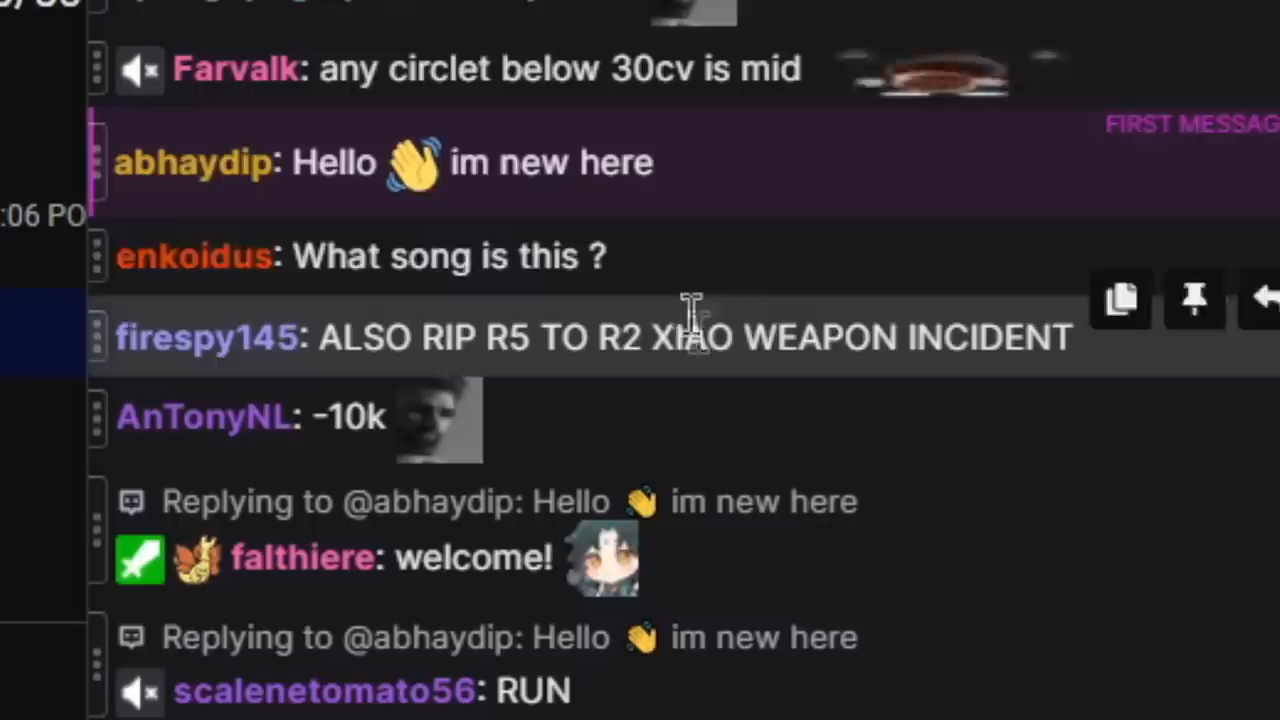 Farvalk: any circlet below 30cv is mid
FIRST MESSAG
abhaydip: Hello 👋 im new here
:06 PO
enkoidus: What song is this ?
firespy145: ALSO RIP R5 TO R2 XIAO WEAPON INCIDENT
AnTonyNL: -10k
Replying to @abhaydip: Hello 👋 im new here
falthiere: welcome!
Replying to @abhaydip: Hello 👋 im new here
scalenetomato56: RUN